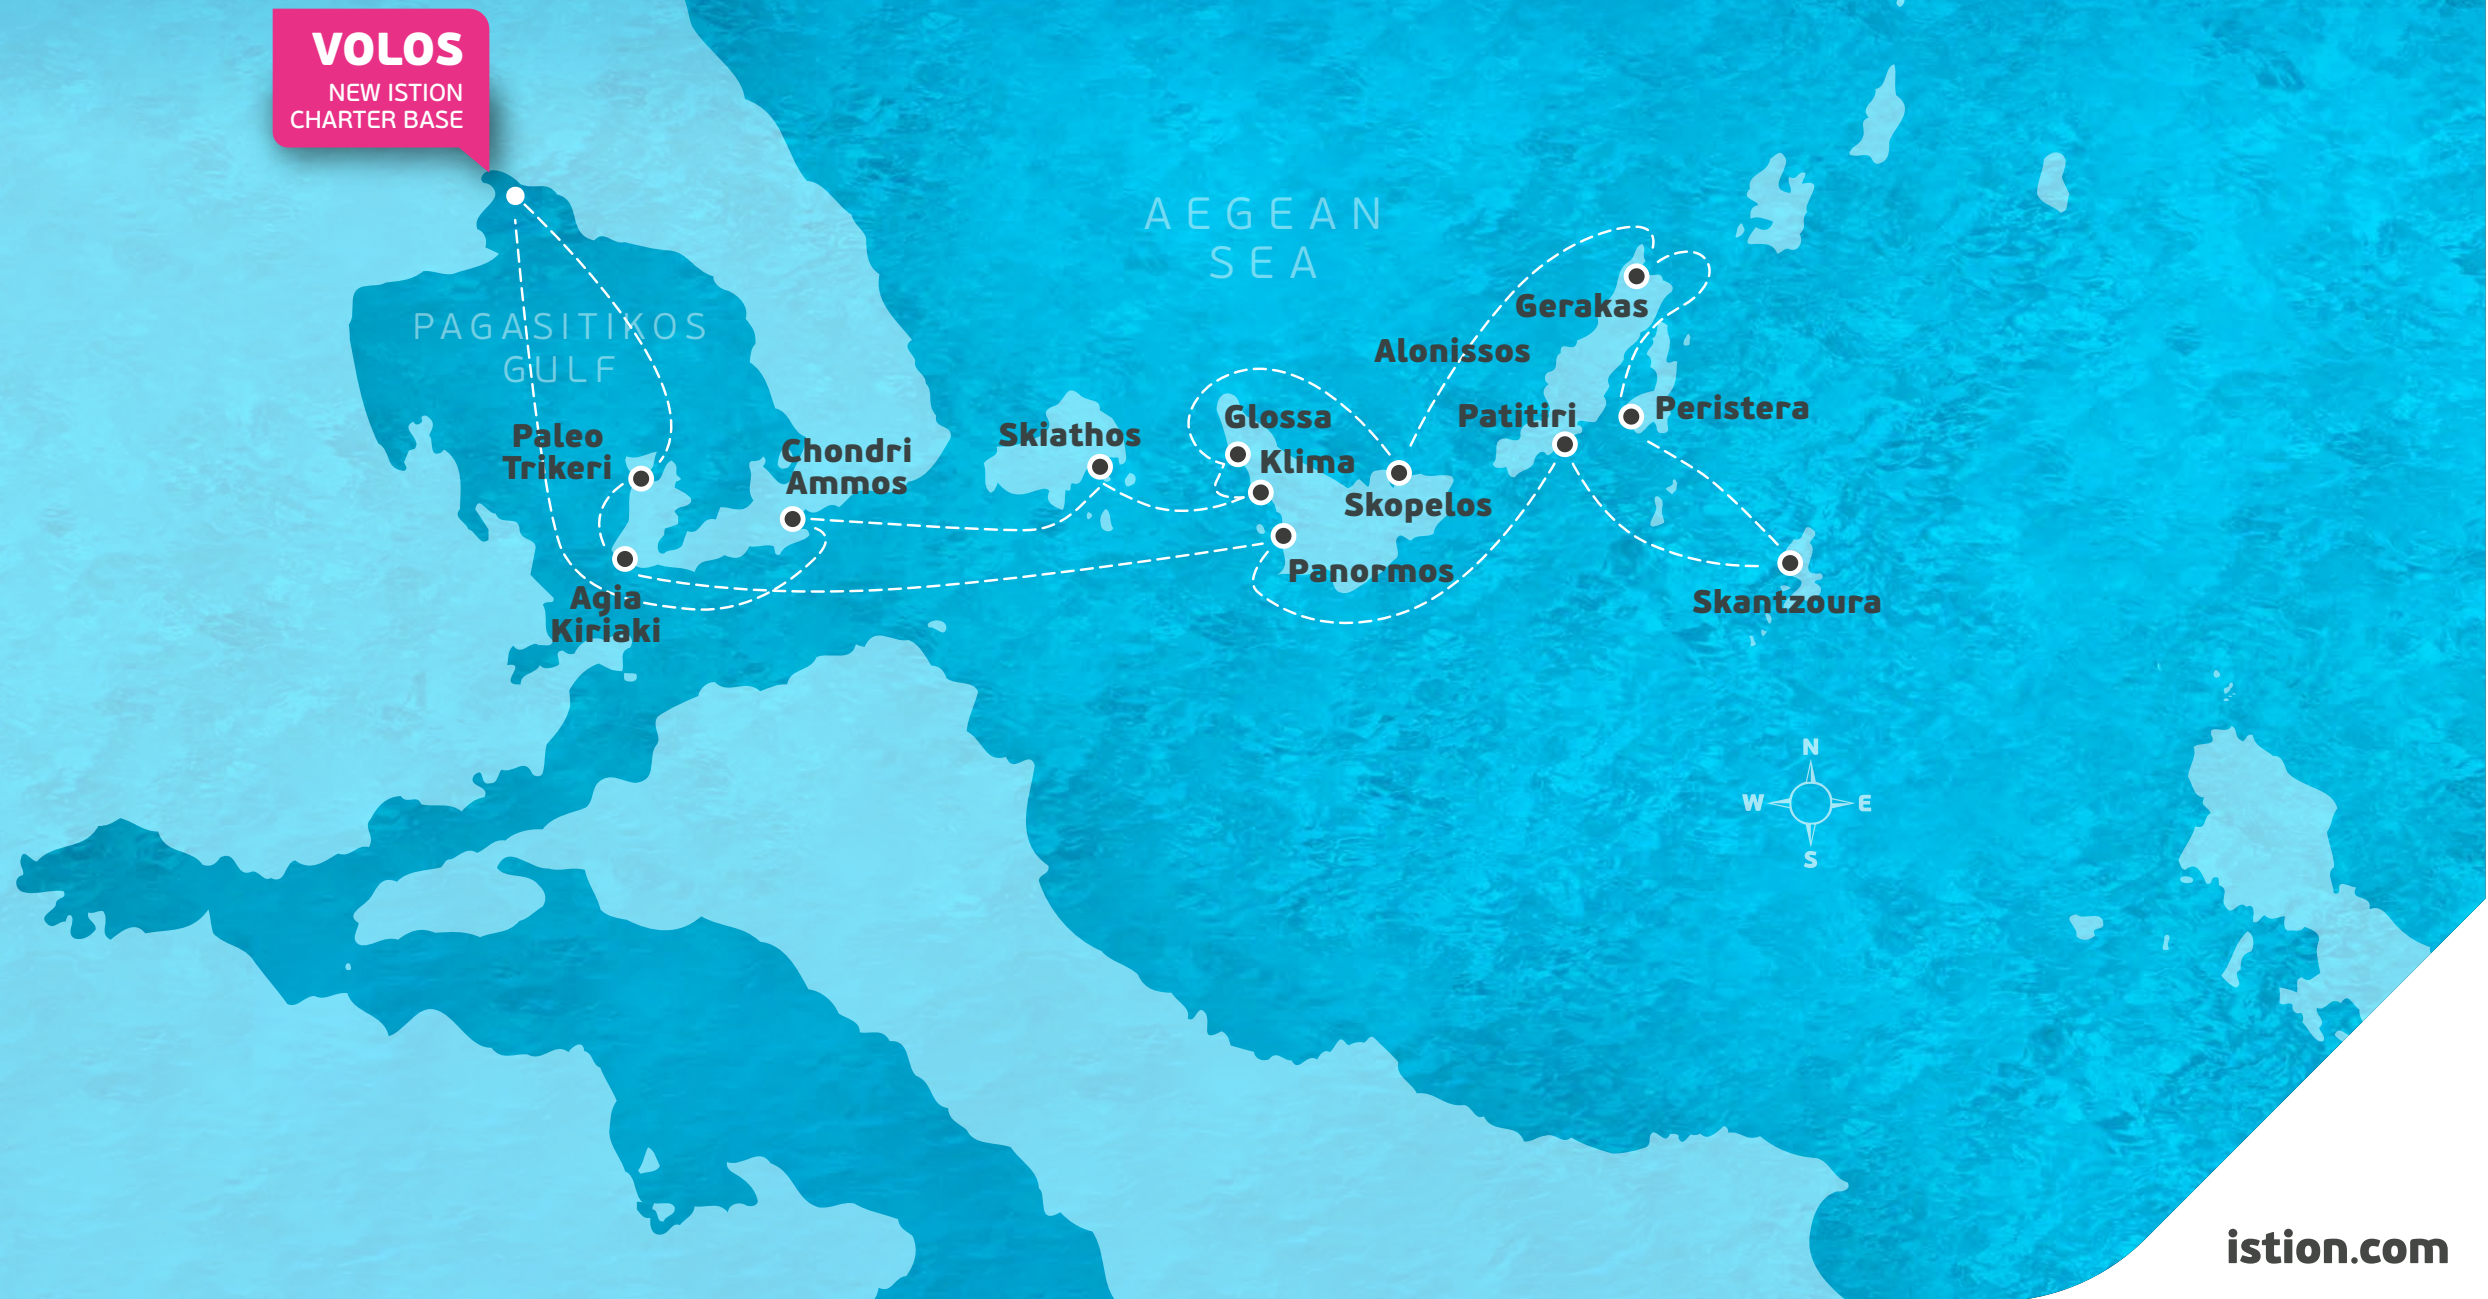 VOLOS
NEW ISTION
CHARTER BASE
AEGEAN
SEA
PAGASITIKOS
GULF
Gerakas
Alonissos
Patitiri
Peristera
Glossa
Klima
Skiathos
Paleo
Trikeri
Chondri
Ammos
Skopelos
Panormos
Agia
Kiriaki
Skantzoura
N
W
E
S
istion.com